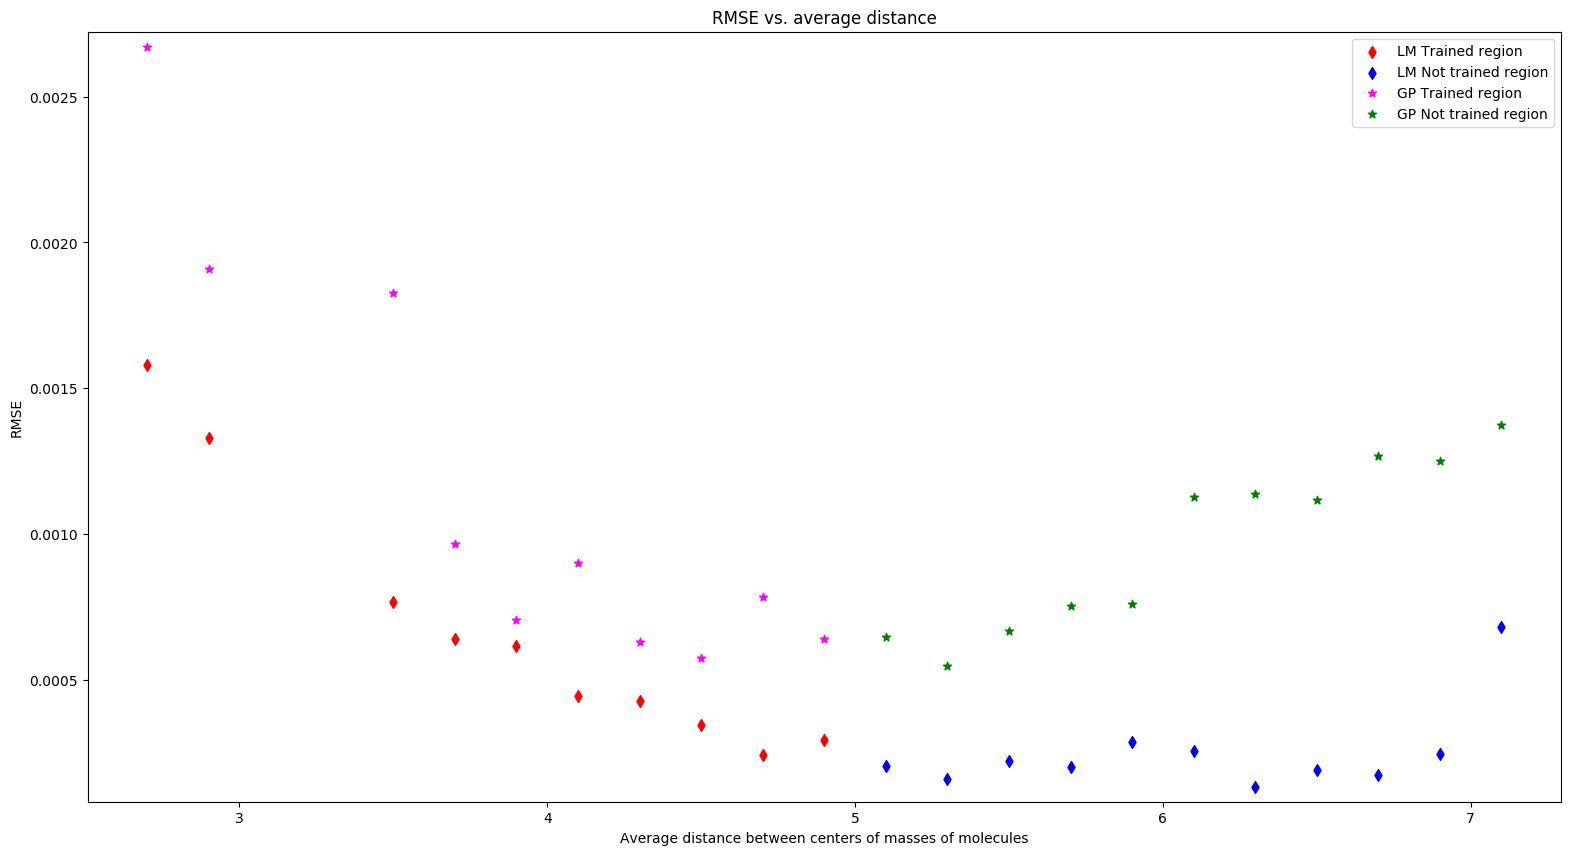 RMSE vs. average distance
LM Trained region
LM Not trained region
GP Trained region
GP Not trained region
0.0025
0.0020
0.0015
0.0010
0.0005
RMSE
3 4 5 6 7
Average distance between centers of masses of molecules